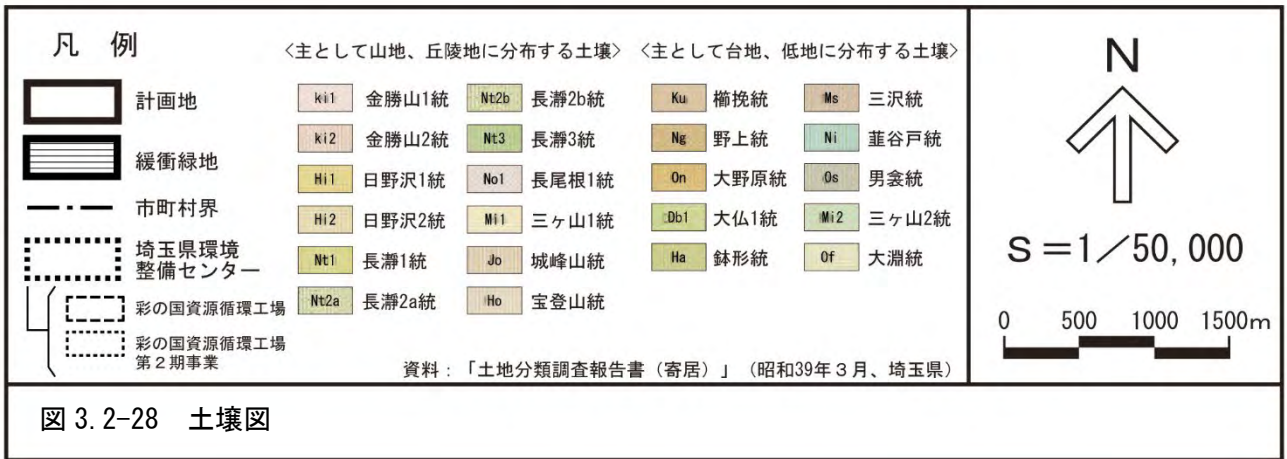 凡 例
計画地
緩衝緑地
市町村界
埼玉県環境
整備センター
彩の国資源循環工場
彩の国資源循環工場
第２期事業
<主として山地、丘陵地に分布する土壌>
ki1 金勝山1統
ki2 金勝山2統
Hi1 日野沢1統
Hi2 日野沢2統
Nt1 長瀞1統
Nt2a 長瀞2a統
Nt2b 長瀞2b統
Nt3 長瀞3統
No1 長尾根1統
Mi1 三ヶ山1統
Jo 城峰山統
Ho 宝登山統
<主として台地、低地に分布する土壌>
Ku 櫛挽統
Ng 野上統
On 大野原統
Db1 大仏1統
Ha 鉢形統
Ms 三沢統
Ni 韮谷戸統
Os 男衾統
Mi2 三ヶ山2統
Of 大淵統
資料：「土地分類調査報告書（寄居）」（昭和39年３月、埼玉県）
N
S＝1／50,000
0 500 1000 1500m
図 3.2-28 土壌図